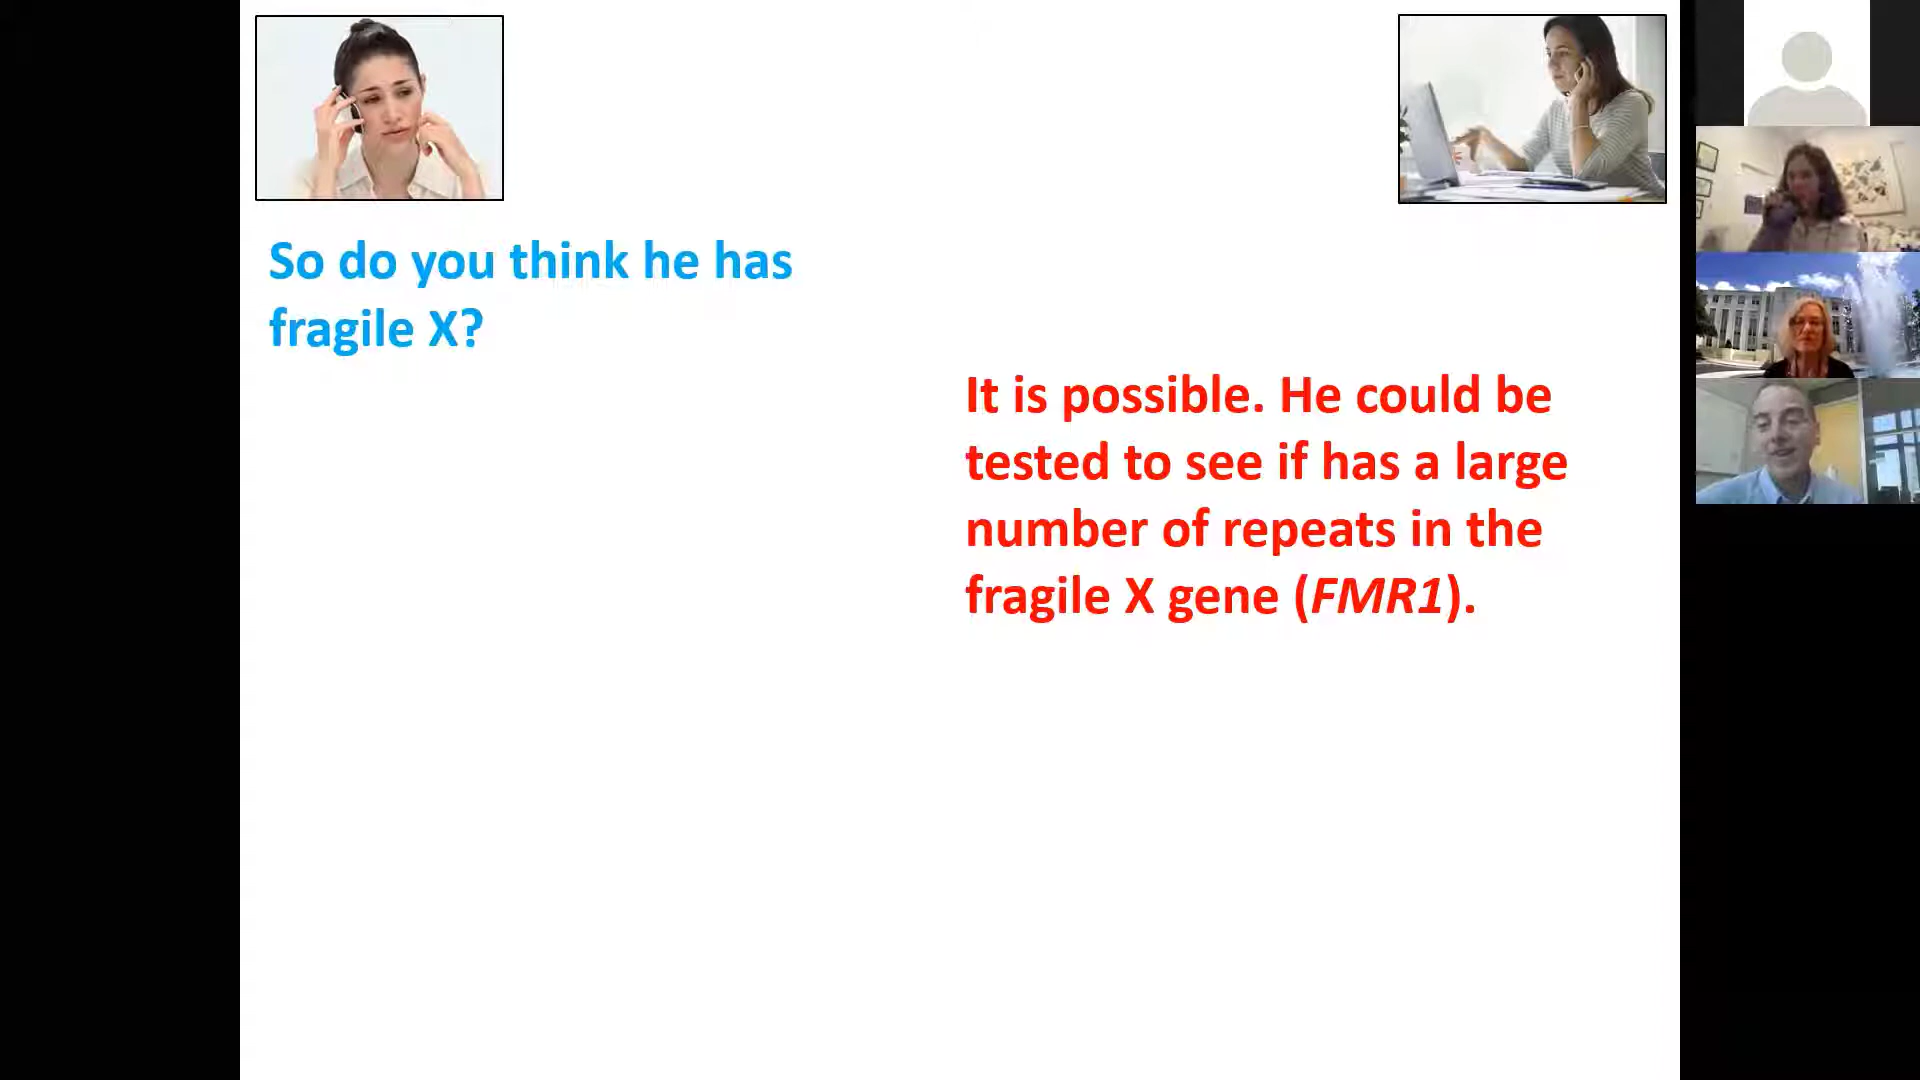 So do you think he has
fragile X?
It is possible. He could be
tested to see if has a large
number of repeats in the
fragile X gene (FMR1).